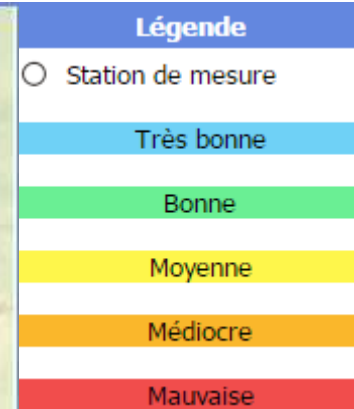 Légende
Station de mesure
Très bonne
Bonne
Moyenne
Médiocre
Mauvaise